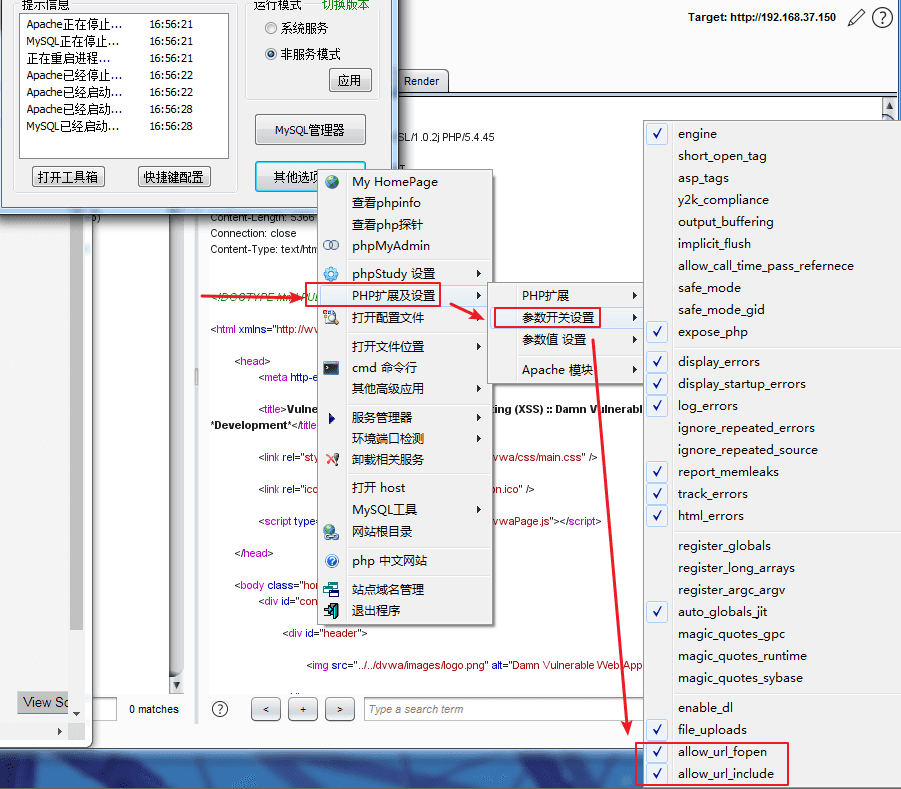 提示信息
Apache正在停止... 16:56:21
MySQL正在停止... 16:56:21
正在重启进程... 16:56:21
Apache已经停止... 16:56:22
Apache已经启动... 16:56:22
Apache已经启动... 16:56:28
MySQL已经启动... 16:56:28
打开工具箱
快捷键配置
运行模式 切换版本
系统服务
非服务模式
应用
MySQL管理器
其他选项
Target: http://192.168.37.150
?
Render
SL/1.0.2j PHP/5.4.45
Content-Length: 5366
Connection: close
Content-Type: text/htm
<!DOCTYPE html PU
<html xmlns="http://w
<head>
<meta http-e
<title>Vulne
ting (XSS) :: Damn Vulnerabl
*Development*</title
<link rel="sty
vwa/css/main.css" />
<link rel="ico
on.ico" />
<script type=
vwaPage.js"></script>
</head>
<body class="hom
<div id="con
<div id="header">
<img src="../../dvwa/images/logo.png" alt="Damn Vulnerable Web App
View So
0 matches
?
<
+
>
Type a search term
My HomePage
查看phpinfo
查看php探针
phpMyAdmin
phpStudy 设置
PHP扩展及设置
打开配置文件
打开文件位置
cmd 命令行
其他高级应用
服务管理器
环境端口检测
卸载相关服务
打开 host
MySQL工具
网站根目录
php 中文网站
站点域名管理
退出程序
PHP扩展
参数开关设置
参数值 设置
Apache 模块
engine
short_open_tag
asp_tags
y2k_compliance
output_buffering
implicit_flush
allow_call_time_pass_refernece
safe_mode
safe_mode_gid
expose_php
display_errors
display_startup_errors
log_errors
ignore_repeated_errors
ignore_repeated_source
report_memleaks
track_errors
html_errors
register_globals
register_long_arrays
register_argc_argv
auto_globals_jit
magic_quotes_gpc
magic_quotes_runtime
magic_quotes_sybase
enable_dl
file_uploads
allow_url_fopen
allow_url_include